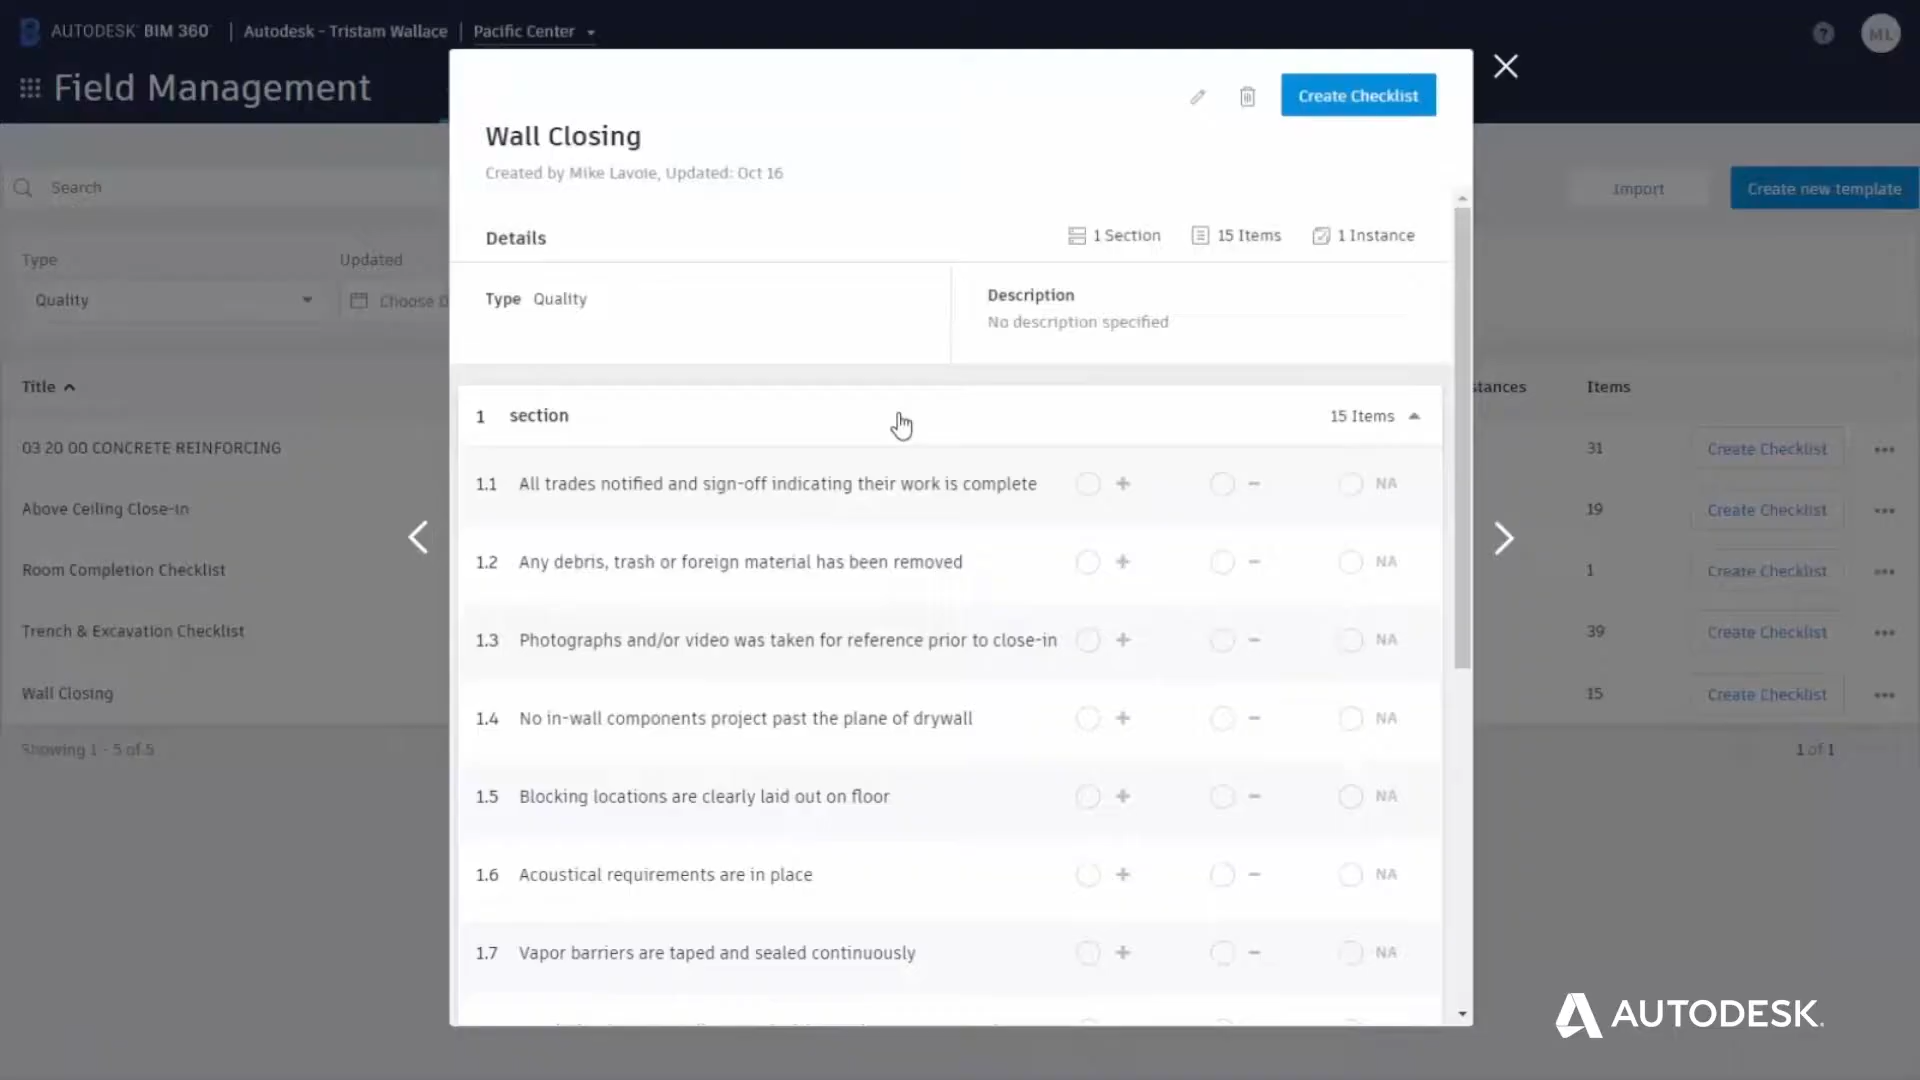 AUTODESK BIM 360 Autodesk - Tristam Wallace Pacific Center
? ML
Field Management
Create Checklist
Wall Closing
Created by Mike Lavoie, Updated: Oct 16
Search
Import Create new template
Details 1 Section 15 Items 1 Instance
Type Updated
Quality Choose D
Type Quality
Description
No description specified
Title stances Items
1 section 15 Items
03 20 00 CONCRETE REINFORCING 31 Create Checklist
1.1 All trades notified and sign-off indicating their work is complete + - NA
Above Ceiling Close-in 19 Create Checklist
1.2 Any debris, trash or foreign material has been removed + - NA
Room Completion Checklist 1 Create Checklist
1.3 Photographs and/or video was taken for reference prior to close-in + - NA
Trench & Excavation Checklist 39 Create Checklist
1.4 No in-wall components project past the plane of drywall + - NA
Wall Closing 15 Create Checklist
Showing 1 - 5 of 5 1 of 1
1.5 Blocking locations are clearly laid out on floor + - NA
1.6 Acoustical requirements are in place + - NA
1.7 Vapor barriers are taped and sealed continuously + - NA
AUTODESK.